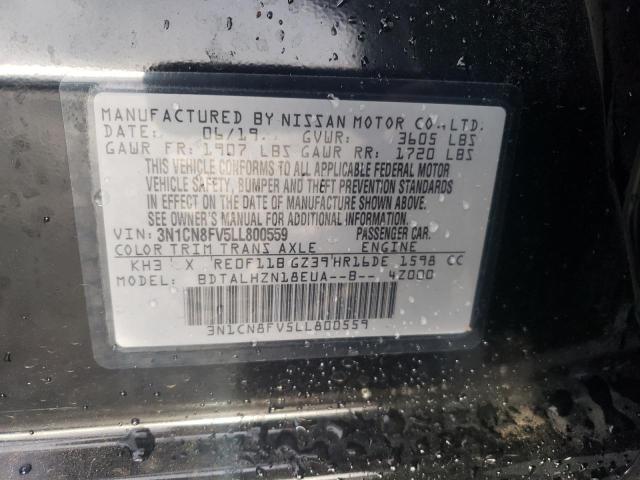 MANUFACTURED BY NISSAN MOTOR CO., LTD.
DATE: 06/19 GVWR: 3605 LBS
GAWR FR: 1907 LBS GAWR RR: 1720 LBS
THIS VEHICLE CONFORMS TO ALL APPLICABLE FEDERAL MOTOR
VEHICLE SAFETY, BUMPER AND THEFT PREVENTION STANDARDS
IN EFFECT ON THE DATE OF MANUFACTURE SHOWN ABOVE.
SEE OWNER'S MANUAL FOR ADDITIONAL INFORMATION.
VIN: 3N1CN8FV5LL800559 PASSENGER CAR.
COLOR TRIM TRANS AXLE ENGINE
KH3 X RE0F11B GZ39 HR16DE 1598 CC
MODEL: BDTALHZN18EUA--B-- 4Z000
3N1CN8FV5LL800559